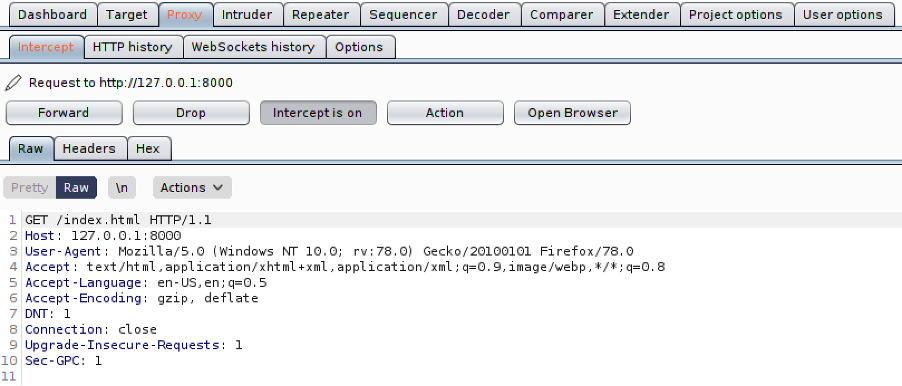 Dashboard Target Proxy Intruder Repeater Sequencer Decoder Comparer Extender Project options User options
Intercept HTTP history WebSockets history Options
Request to http://127.0.0.1:8000
Forward Drop Intercept is on Action Open Browser
Raw Headers Hex
Pretty Raw \n Actions
1 GET /index.html HTTP/1.1
2 Host: 127.0.0.1:8000
3 User-Agent: Mozilla/5.0 (Windows NT 10.0; rv:78.0) Gecko/20100101 Firefox/78.0
4 Accept: text/html,application/xhtml+xml,application/xml;q=0.9,image/webp,*/*;q=0.8
5 Accept-Language: en-US,en;q=0.5
6 Accept-Encoding: gzip, deflate
7 DNT: 1
8 Connection: close
9 Upgrade-Insecure-Requests: 1
10 Sec-GPC: 1
11